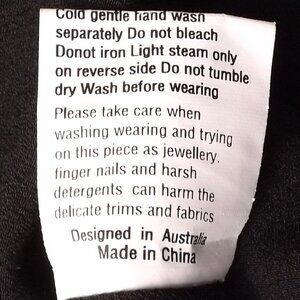 Cold gentle hand wash
separately Do not bleach
Donot iron Light steam only
on reverse side Do not tumble
dry Wash before wearing
Please take care when
washing wearing and trying
on this piece as jewellery.
finger nails and harsh
detergents can harm the
delicate trims and fabrics
Designed in Australia
Made in China